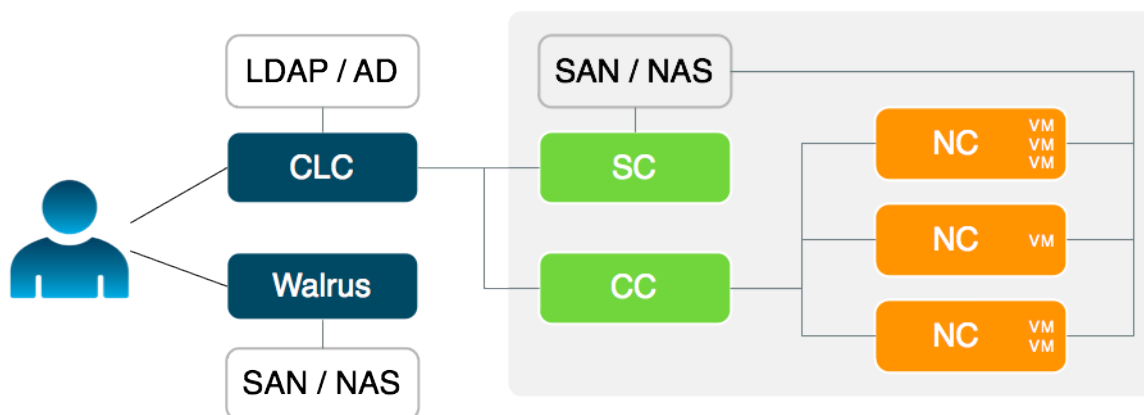 LDAP / AD
SAN / NAS
CLC
SC
NC
VM
VM
VM
NC
VM
Walrus
CC
NC
VM
VM
SAN / NAS